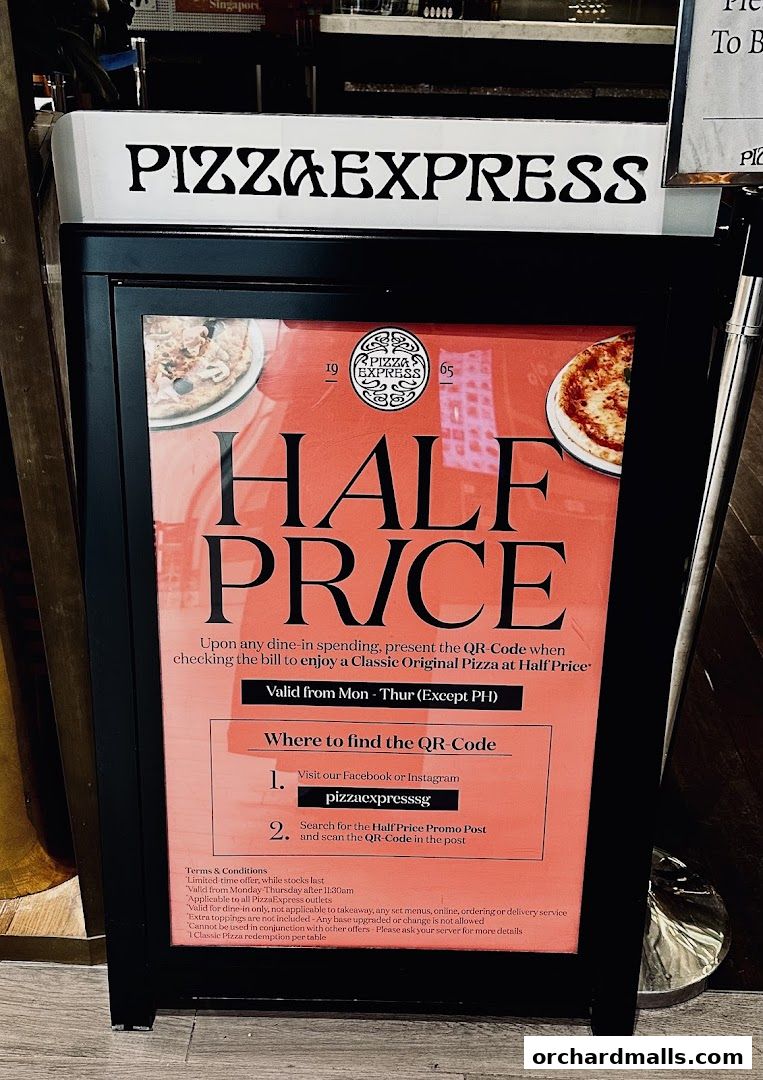 Singapore
To B
PIZZAEXPRESS
19
PIZZA
EXPRESS
65
HALF
PRICE
Upon any dine-in spending, present the QR-Code when
checking the bill to enjoy a Classic Original Pizza at Half Price*
Valid from Mon - Thur (Except PH)
Where to find the QR-Code
1. Visit our Facebook or Instagram
pizzaexpresssg
2. Search for the Half Price Promo Post
and scan the QR-Code in the post
Terms & Conditions
*Limited-time offer, while stocks last
*Valid from Monday-Thursday after 11:30am
*Applicable to all PizzaExpress outlets
*Valid for dine-in only, not applicable to takeaway, any set menus, online, ordering or delivery service
*Extra toppings are not included - Any base upgraded or change is not allowed
*Cannot be used in conjunction with other offers - Please ask your server for more details
*1 Classic Pizza redemption per table
orchardmalls.com